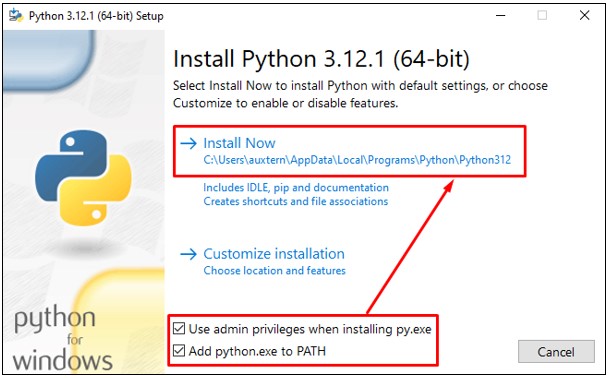 Python 3.12.1 (64-bit) Setup
Install Python 3.12.1 (64-bit)
Select Install Now to install Python with default settings, or choose
Customize to enable or disable features.
Install Now
C:\Users\auxtern\AppData\Local\Programs\Python\Python312
Includes IDLE, pip and documentation
Creates shortcuts and file associations
Customize installation
Choose location and features
Use admin privileges when installing py.exe
Add python.exe to PATH
Cancel
python
for
windows